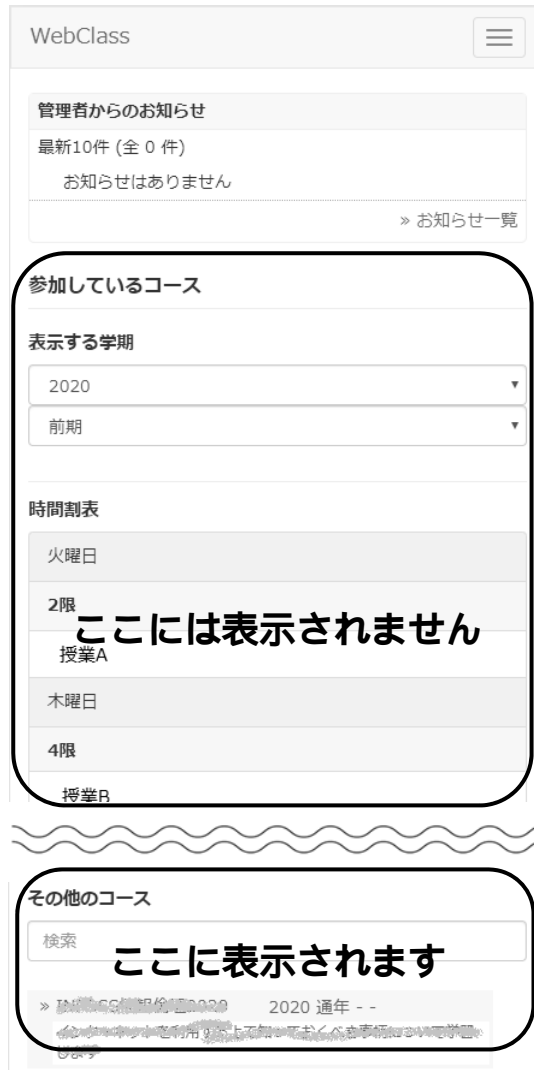 WebClass
管理者からのお知らせ
最新10件 (全 0 件)
お知らせはありません
» お知らせ一覧
参加しているコース
表示する学期
2020
前期
時間割表
火曜日
2限
ここには表示されません
授業A
木曜日
4限
授業B
その他のコース
検索
ここに表示されます
» 2020 通年 - -